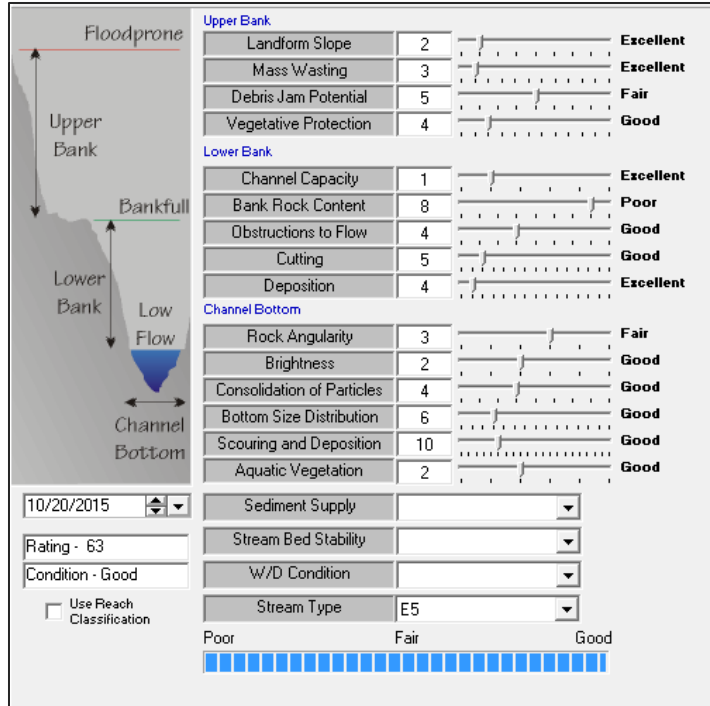 Floodprone
Upper
Bank
Bankfull
Lower
Bank
Low
Flow
Channel
Bottom
Upper Bank
Landform Slope 2 Excellent
Mass Wasting 3 Excellent
Debris Jam Potential 5 Fair
Vegetative Protection 4 Good
Lower Bank
Channel Capacity 1 Excellent
Bank Rock Content 8 Poor
Obstructions to Flow 4 Good
Cutting 5 Good
Deposition 4 Excellent
Channel Bottom
Rock Angularity 3 Fair
Brightness 2 Good
Consolidation of Particles 4 Good
Bottom Size Distribution 6 Good
Scouring and Deposition 10 Good
Aquatic Vegetation 2 Good
10/20/2015
Rating - 63
Condition - Good
Use Reach
Classification
Sediment Supply
Stream Bed Stability
W/D Condition
Stream Type E5
Poor Fair Good